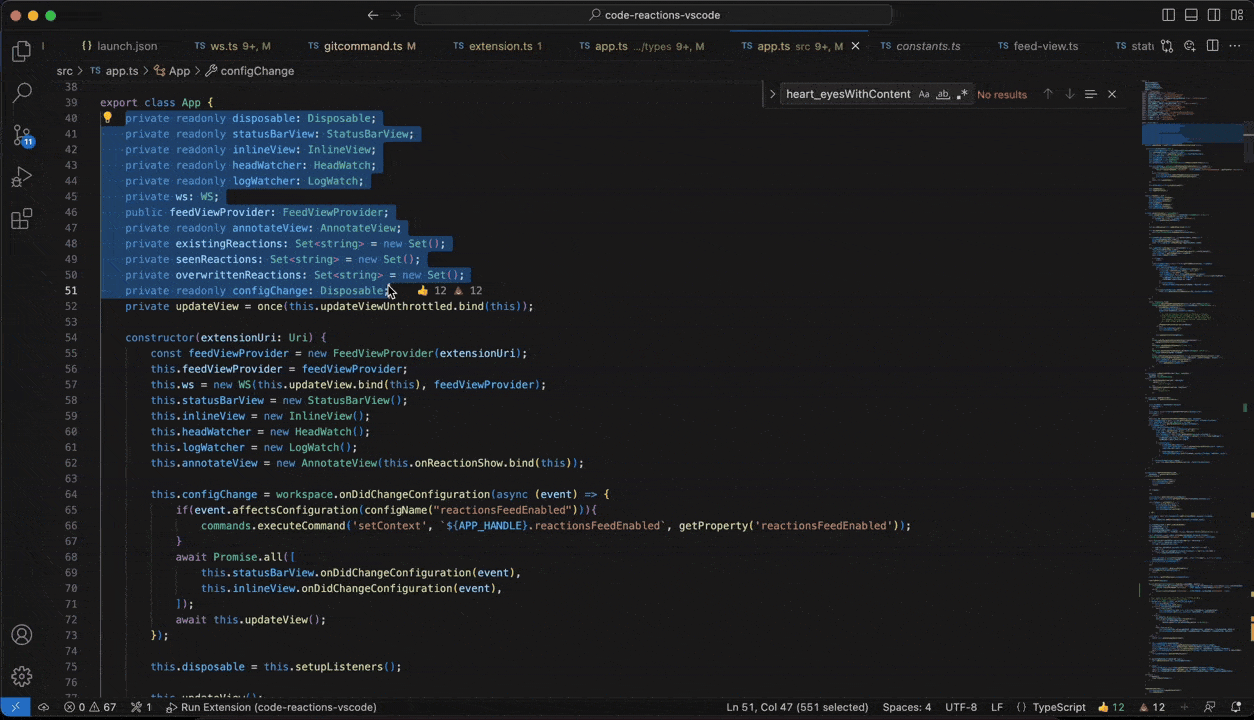 code-reactions-vscode
launch.json
TS ws.ts 9+, M
TS gitcommand.ts M
TS extension.ts 1
TS app.ts .../types 9+, M
TS app.ts src 9+, M
TS constants.ts
TS feed-view.ts
TS
src > TS app.ts > App > configChange
heart_eyesWithContent Aa ab .* No results
38
39 export class App {
40 private readonly disposable: Disposable;
41 private readonly statusBarView: StatusBarView;
42 private readonly inlineView: InlineView;
43 private readonly headWatcher: HeadWatch;
44 private readonly logWatcher: LogWatch;
45 private ws: WS;
46 public feedViewProvider: FeedViewProvider;
47 private readonly annotateView: AnnotateView;
48 private existingReactions: Set<string> = new Set();
49 private seenReactions: Set<string> = new Set();
50 private overwrittenReactions: Set<string> = new Set();
51 private readonly configChange: Disposable; 👍 12 💩 12
52 private updateView = once(this.updateViewUnthrottled.bind(this));
53
54 constructor(extensionUri: Uri) {
55 const feedViewProvider = new FeedViewProvider(extensionUri);
56 this.feedViewProvider = feedViewProvider;
57 this.ws = new WS(this.updateView.bind(this), feedViewProvider);
58 this.statusBarView = new StatusBarView();
59 this.inlineView = new InlineView();
60 this.headWatcher = new HeadWatch();
61 this.logWatcher = new LogWatch();
62 this.annotateView = new AnnotateView(this.onReactionShow.bind(this));
63
64 this.configChange = workspace.onDidChangeConfiguration(async (event) => {
65 if(event.affectsConfiguration(configName("reactionsFeedEnabled"))){
66 commands.executeCommand('setContext', `${APP_HANDLE}.reactionsFeedEnabled`, getProperty('reactionsFeedEnabled'));
67 }
68 await Promise.all([
69 this.statusBarView.onDidChangeConfiguration(event),
70 this.inlineView.onDidChangeConfiguration(event),
71 ]);
72 await this.updateView();
73 });
74
75 this.disposable = this.setupListeners();
76
77 this.updateView();
11
0 67 1 Run Extension (code-reactions-vscode)
Ln 51, Col 47 (551 selected) Spaces: 4 UTF-8 LF {} TypeScript 👍 12 💩 12